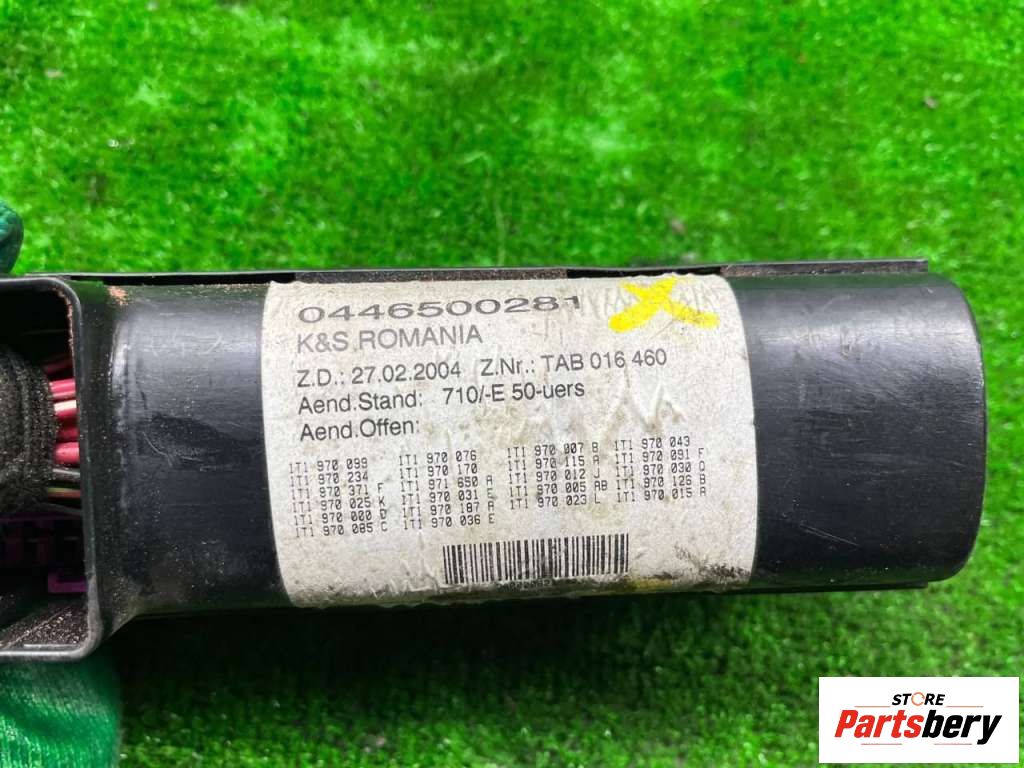 0446500281
K&S ROMANIA
Z.D.: 27.02.2004 Z.Nr.: TAB 016 460
Aend.Stand: 710/-E 50-uers
Aend.Offen:
1T1 970 099
1T1 970 234
1T1 970 371 F
1T1 970 025 K
1T1 970 000 D
1T1 970 085 C
1T1 970 076
1T1 970 170
1T1 971 650 A
1T1 970 031 E
1T1 970 187 A
1T1 970 036 E
1T1 970 007 B
1T1 970 115 A
1T1 970 012 J
1T1 970 005 AB
1T1 970 023 L
1T1 970 043
1T1 970 091 F
1T1 970 030 Q
1T1 970 126 B
1T1 970 015 A
STORE
Partsbery